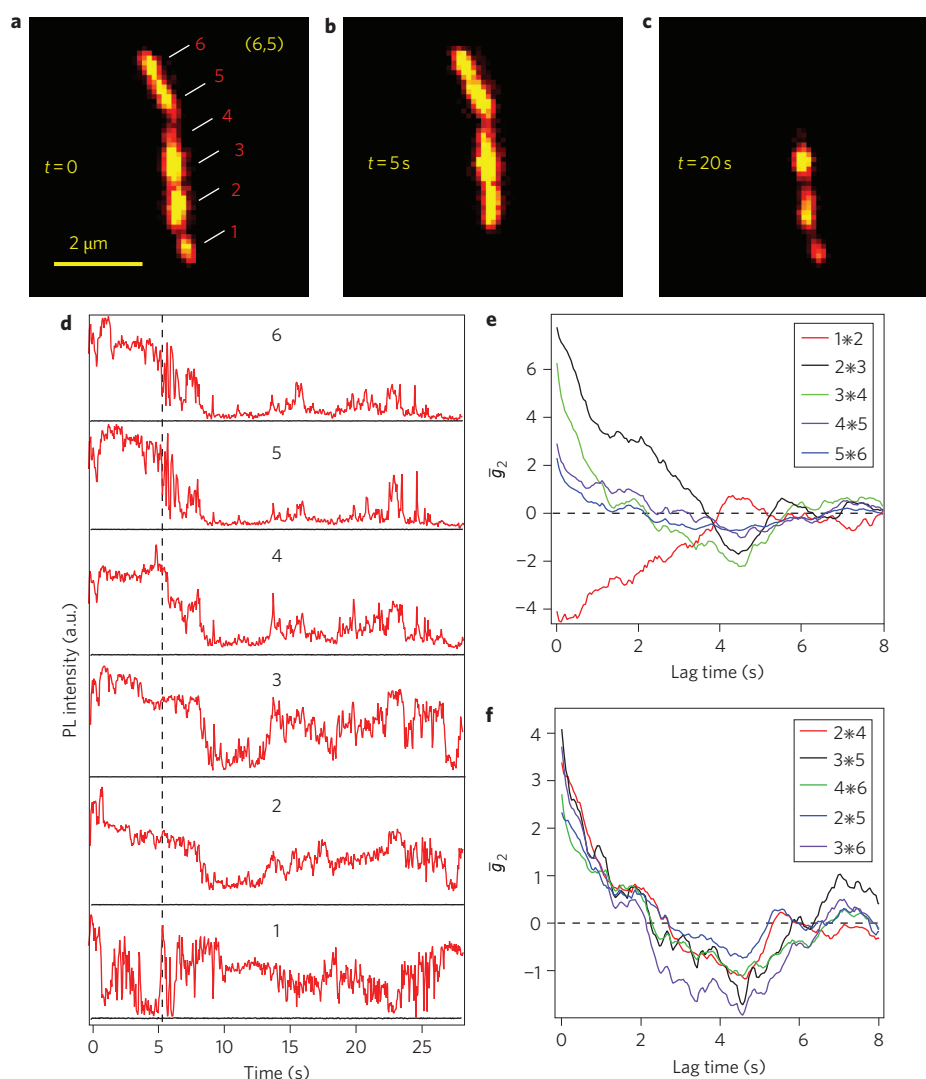 a
6
(6,5)
5
4
3
2
1
t = 0
2 μm
b
t = 5 s
c
t = 20 s
d
6
5
4
3
2
1
PL intensity (a.u.)
0 5 10 15 20 25
Time (s)
e
6
4
2
0
−2
−4
g̅2
1∗2
2∗3
3∗4
4∗5
5∗6
0 2 4 6 8
Lag time (s)
f
4
3
2
1
0
−1
g̅2
2∗4
3∗5
4∗6
2∗5
3∗6
0 2 4 6 8
Lag time (s)